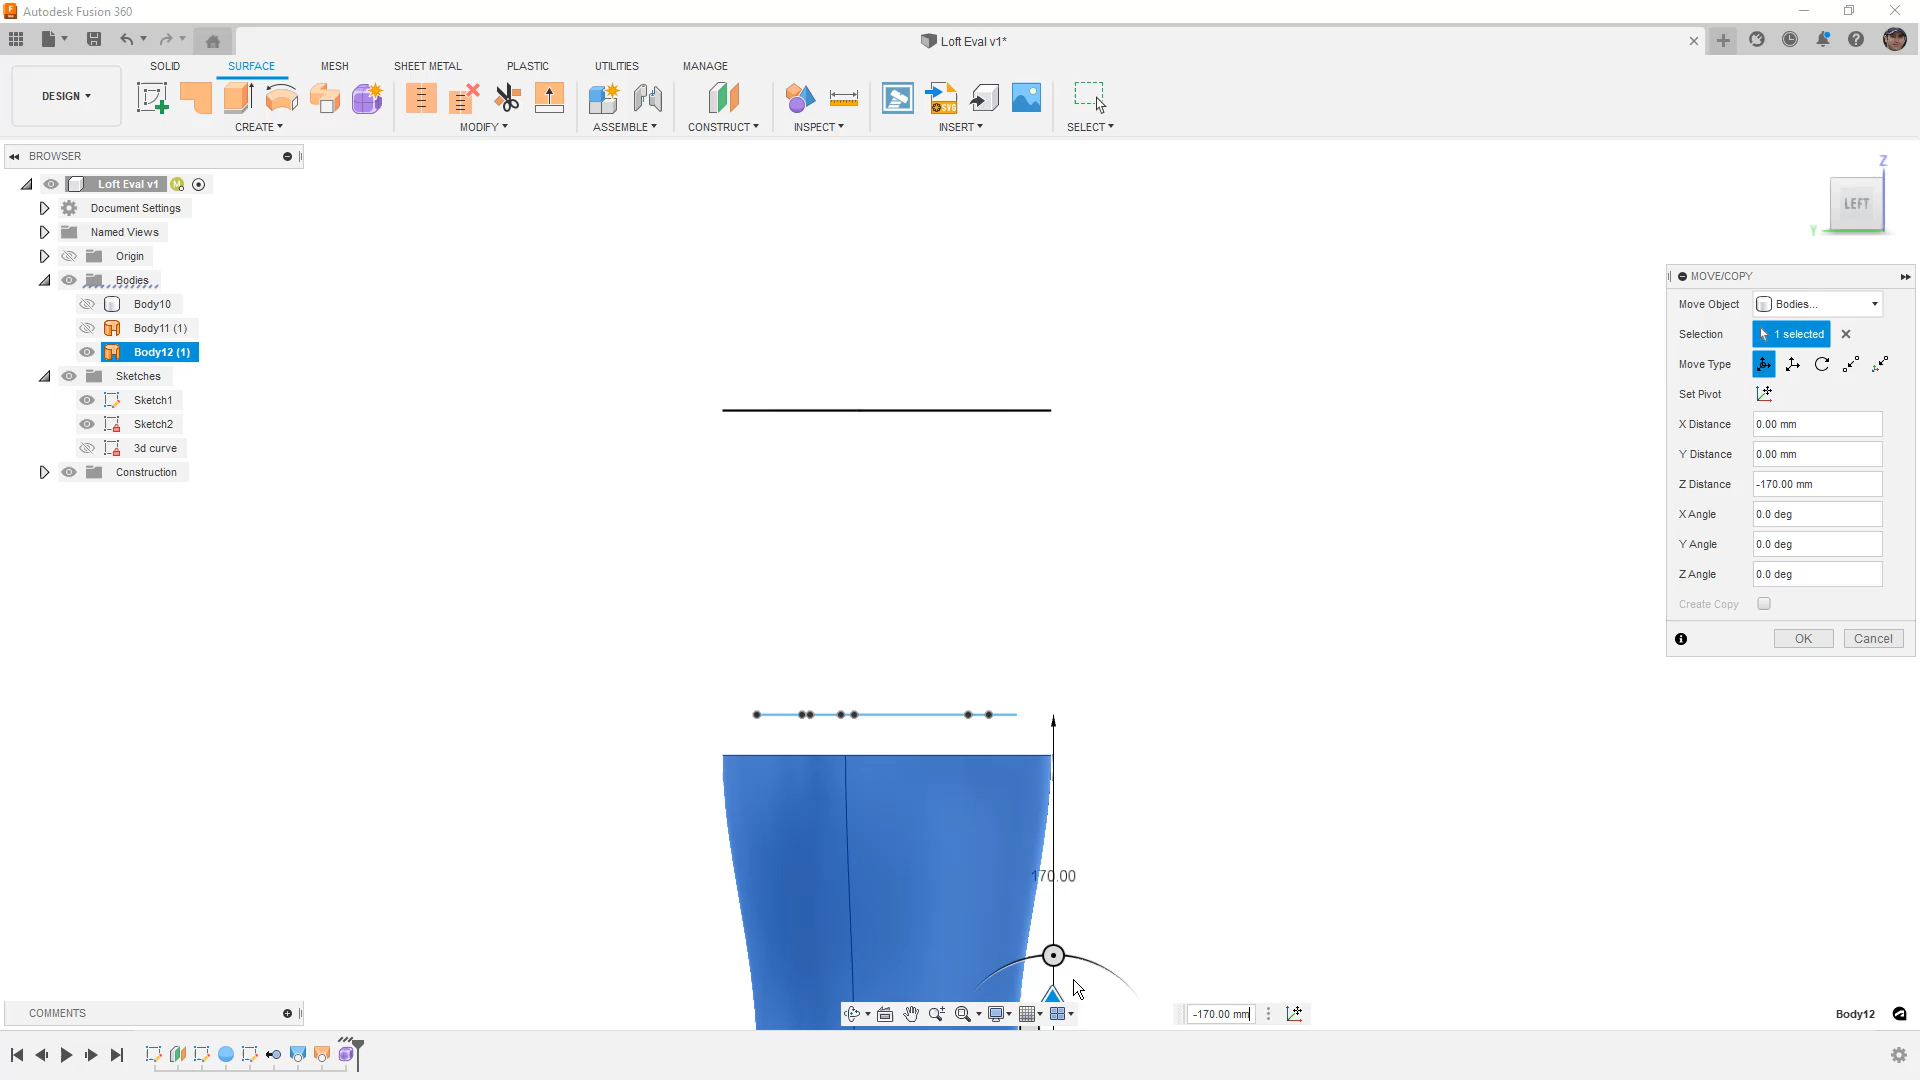 Autodesk Fusion 360
Loft Eval v1*
DESIGN
SOLID
SURFACE
MESH
SHEET METAL
PLASTIC
UTILITIES
MANAGE
CREATE
MODIFY
ASSEMBLE
CONSTRUCT
INSPECT
INSERT
SELECT
SVG
BROWSER
Loft Eval v1
Document Settings
Named Views
Origin
Bodies
Body10
Body11 (1)
Body12 (1)
Sketches
Sketch1
Sketch2
3d curve
Construction
Z
LEFT
Y
MOVE/COPY
Move Object Bodies...
Selection 1 selected
Move Type
Set Pivot
X Distance 0.00 mm
Y Distance 0.00 mm
Z Distance -170.00 mm
X Angle 0.0 deg
Y Angle 0.0 deg
Z Angle 0.0 deg
Create Copy
OK Cancel
170.00
-170.00 mm
COMMENTS
Body12